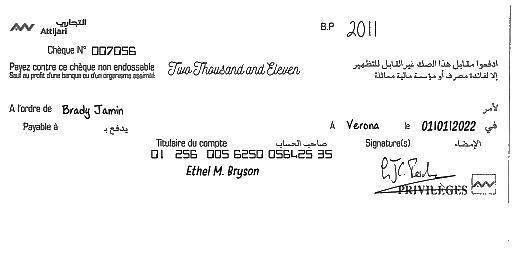 التجاري
Attijari
B.P 2011
Chèque N° 007056
Payez contre ce chèque non endossable
Sauf au profit d'une banque ou d'un organisme assimilé
Two Thousand and Eleven
ادفعوا مقابل هذا الصك غير القابل للتظهير
إلا لفائدة مصرف أو مؤسسة مالية مماثلة
A l'ordre de Brady Jamin
لأمر
Payable à
يدفع بـ
A Verona le 01/01/2022 في
Titulaire du compte صاحب الحساب
Signature(s) الإمضاء
01 256 005 6250 056425 35
Ethel M. Bryson
PRIVILÈGES